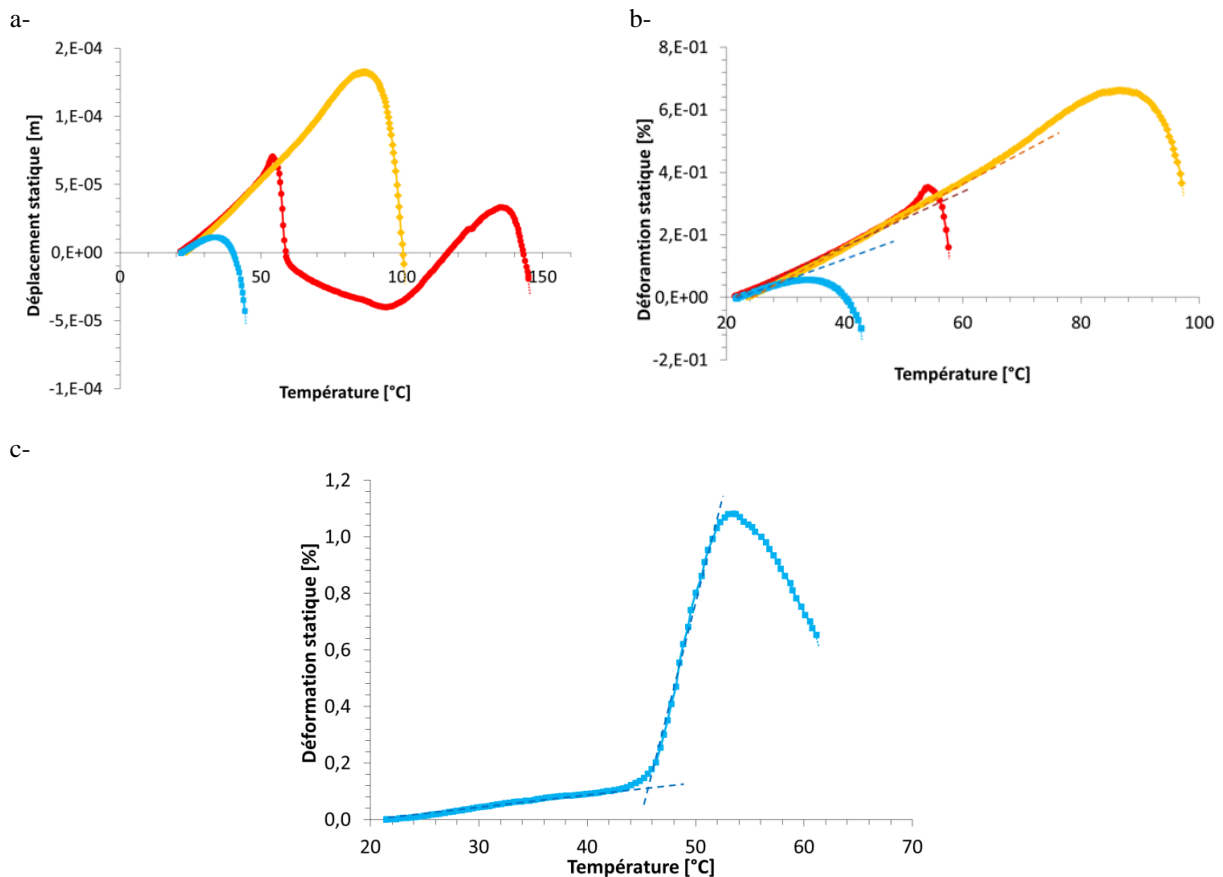 a-
b-
2,E-04
1,E-04
5,E-05
0,E+00
-5,E-05
-1,E-04
0
50
100
150
Déplacement statique [m]
Température [°C]
8,E-01
6,E-01
4,E-01
2,E-01
0,E+00
-2,E-01
20
40
60
80
100
Déforamtion statique [%]
Température [°C]
c-
1,2
1,0
0,8
0,6
0,4
0,2
0,0
20
30
40
50
60
70
Déformation statique [%]
Température [°C]